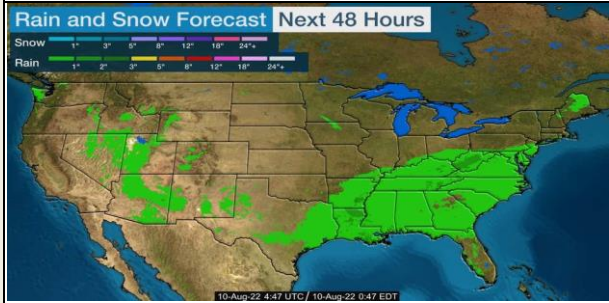 Rain and Snow Forecast Next 48 Hours
Snow
1" 3" 5" 8" 12" 18" 24"+
Rain
1" 2" 3" 5" 8" 12" 18" 24"+
10-Aug-22 4:47 UTC / 10-Aug-22 0:47 EDT